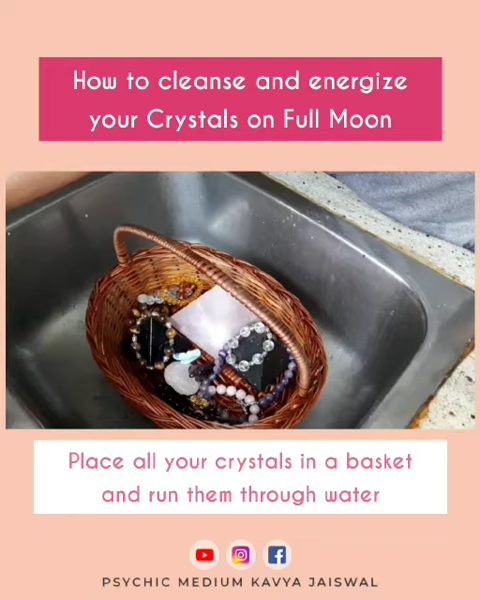 How to cleanse and energize
your Crystals on Full Moon
Place all your crystals in a basket
and run them through water
PSYCHIC MEDIUM KAVYA JAISWAL